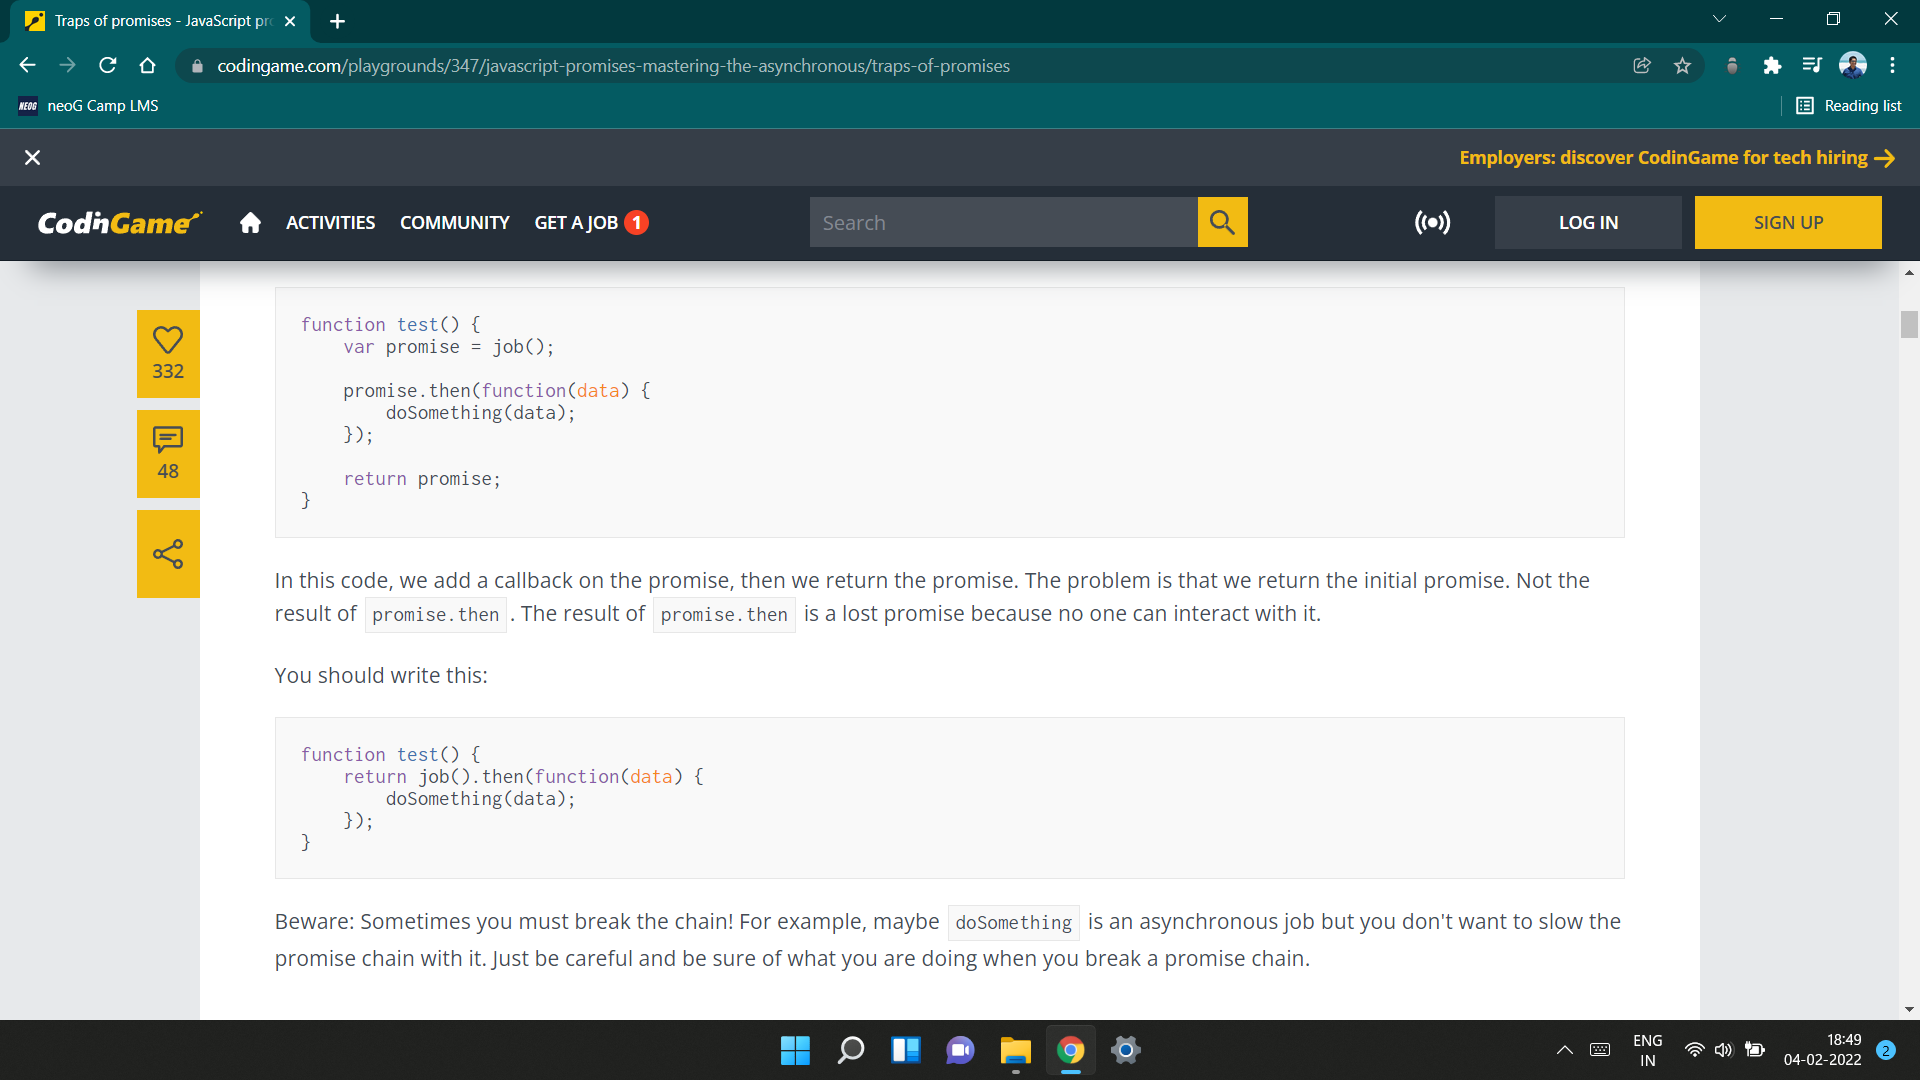 Traps of promises - JavaScript pr
codingame.com/playgrounds/347/javascript-promises-mastering-the-asynchronous/traps-of-promises
NEOG neoG Camp LMS
Reading list
Employers: discover CodinGame for tech hiring
CodinGame
ACTIVITIES COMMUNITY GET A JOB 1
Search
LOG IN
SIGN UP
332
48
function test() {
    var promise = job();
    promise.then(function(data) {
        doSomething(data);
    });
    return promise;
}
In this code, we add a callback on the promise, then we return the promise. The problem is that we return the initial promise. Not the
result of promise.then . The result of promise.then is a lost promise because no one can interact with it.
You should write this:
function test() {
    return job().then(function(data) {
        doSomething(data);
    });
}
Beware: Sometimes you must break the chain! For example, maybe doSomething is an asynchronous job but you don't want to slow the
promise chain with it. Just be careful and be sure of what you are doing when you break a promise chain.
ENG
IN
18:49
04-02-2022
2